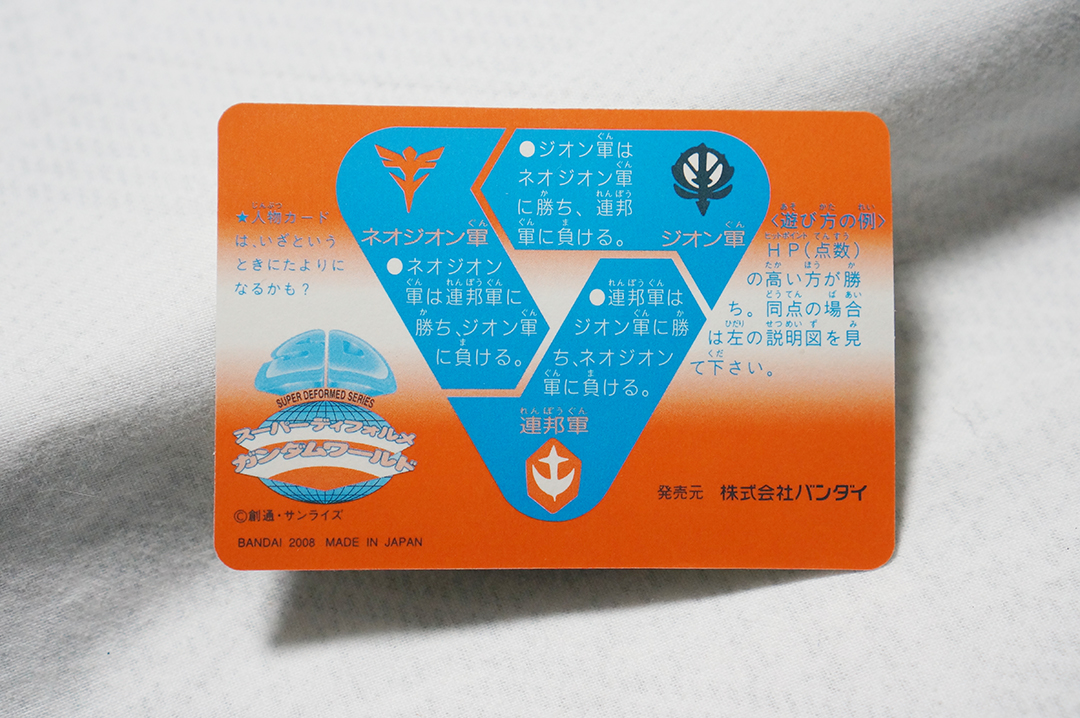 ★人物カード
は、いざという
ときにたよりに
なるかも？
SUPER DEFORMED SERIES
スーパーディフォルメ
ガンダムワールド
©創通・サンライズ
BANDAI 2008 MADE IN JAPAN
ネオジオン軍
●ネオジオン
軍は連邦軍に
勝ち、ジオン軍
に負ける。
●ジオン軍は
ネオジオン軍
に勝ち、連邦
軍に負ける。
ジオン軍
●連邦軍は
ジオン軍に勝
ち、ネオジオン
軍に負ける。
連邦軍
〈遊び方の例〉
HP(点数)
の高い方が勝
ち。同点の場合
は左の説明図を見
て下さい。
発売元 株式会社バンダイ